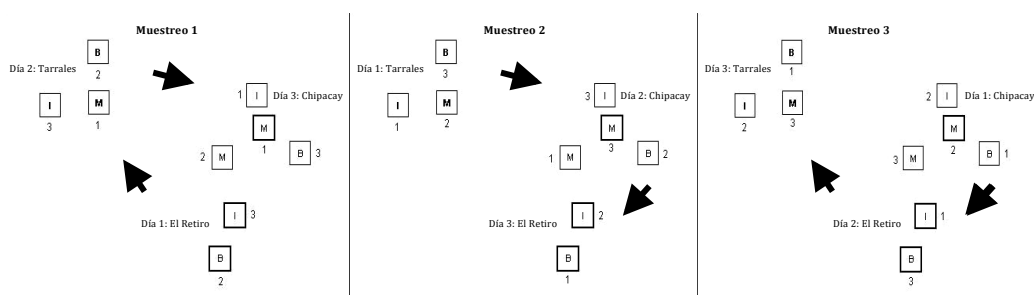 Muestreo 1
B
2
Día 2: Tarrales
I
3
M
1
1 I
Día 3: Chipacay
M
1
2 M
B 3
I 3
Día 1: El Retiro
B
2
Muestreo 2
B
3
Día 1: Tarrales
I
1
M
2
3 I
Día 2: Chipacay
M
3
1 M
B 2
I 2
Día 3: El Retiro
B
1
Muestreo 3
B
1
Día 3: Tarrales
I
2
M
3
2 I
Día 1: Chipacay
M
2
3 M
B 1
I 1
Día 2: El Retiro
B
3